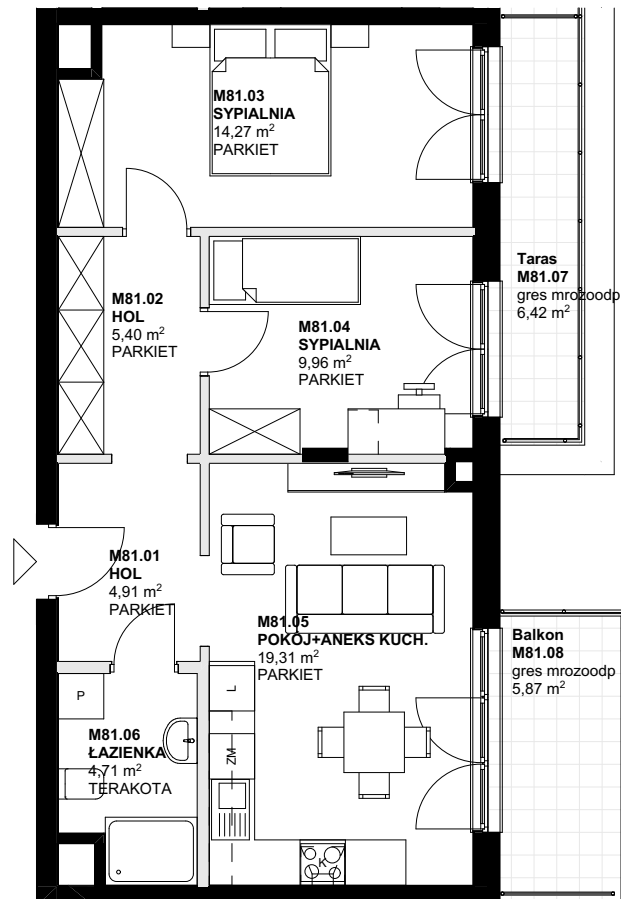 M81.03
SYPIALNIA
14,27 m²
PARKIET
Taras
M81.07
gres mrozoodp
6,42 m²
M81.02
HOL
5,40 m²
PARKIET
M81.04
SYPIALNIA
9,96 m²
PARKIET
M81.01
HOL
4,91 m²
PARKIET
M81.05
POKÓJ+ANEKS KUCH.
19,31 m²
PARKIET
Balkon
M81.08
gres mrozoodp
5,87 m²
P
L
M81.06
ŁAZIENKA
4,71 m²
TERAKOTA
ZM
K